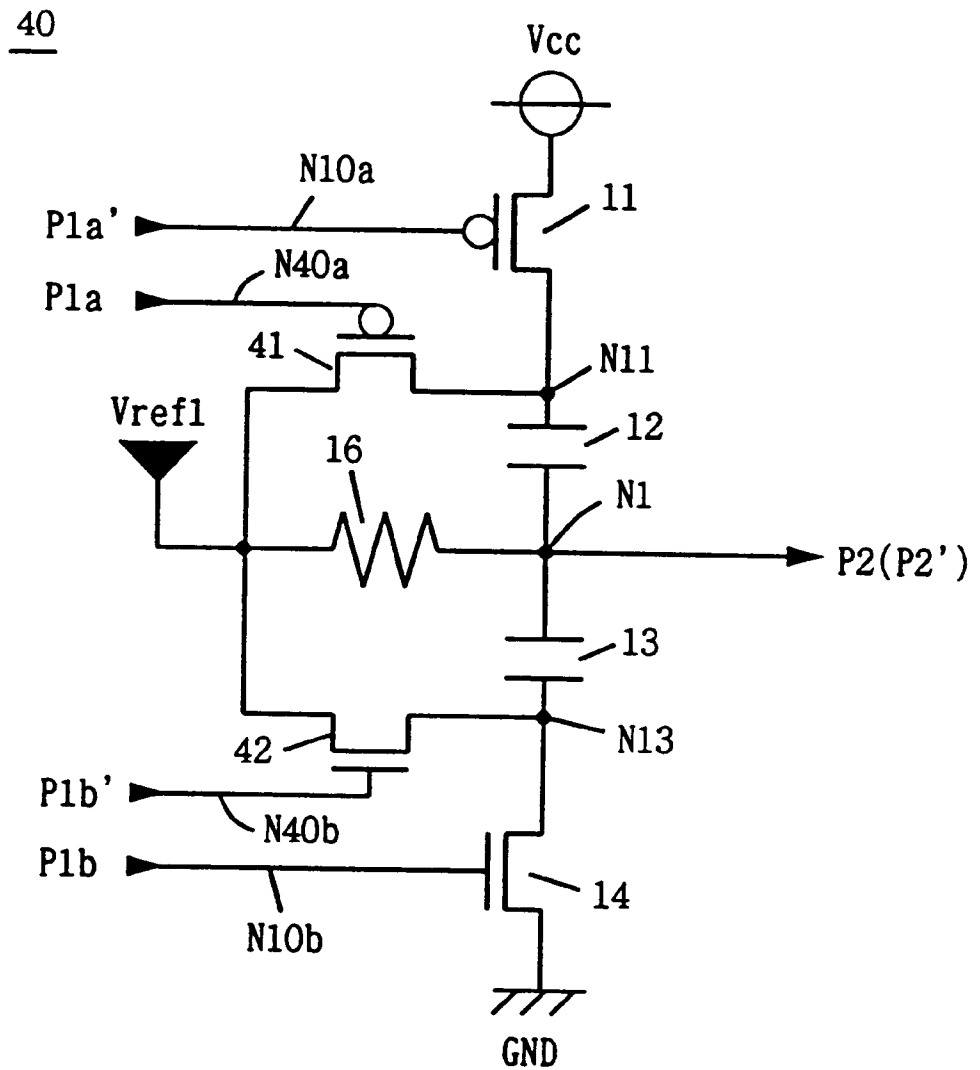 40
Vcc
N10a
P1a'
11
N40a
P1a
41
N11
Vref1
12
16
N1
P2(P2')
13
42
N13
P1b'
N40b
P1b
14
N10b
GND